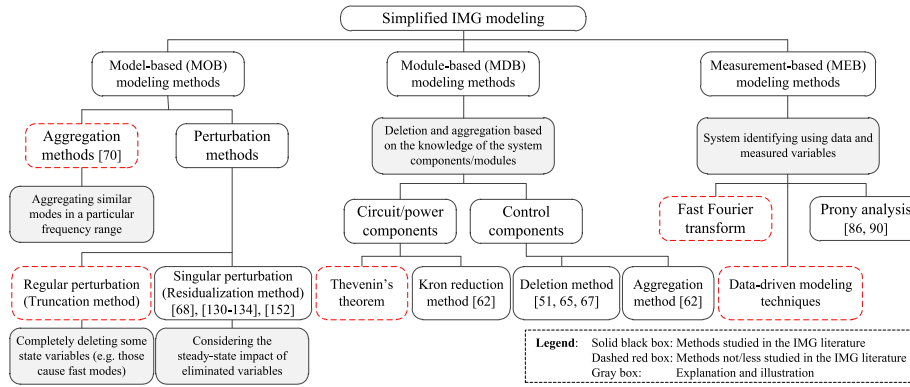 Simplified IMG modeling
Model-based (MOB)
modeling methods
Module-based (MDB)
modeling methods
Measurement-based (MEB)
modeling methods
Aggregation
methods [70]
Perturbation
methods
Deletion and aggregation based
on the knowledge of the system
components/modules
System identifying using data and
measured variables
Aggregating similar
modes in a particular
frequency range
Circuit/power
components
Control
components
Fast Fourier
transform
Prony analysis
[86, 90]
Regular perturbation
(Truncation method)
Singular perturbation
(Residualization method)
[68], [130-134], [152]
Thevenin's
theorem
Kron reduction
method [62]
Deletion method
[51, 65, 67]
Aggregation
method [62]
Data-driven modeling
techniques
Completely deleting some
state variables (e.g. those
cause fast modes)
Considering the
steady-state impact of
eliminated variables
Legend: Solid black box: Methods studied in the IMG literature
Dashed red box: Methods not/less studied in the IMG literature
Gray box: Explanation and illustration